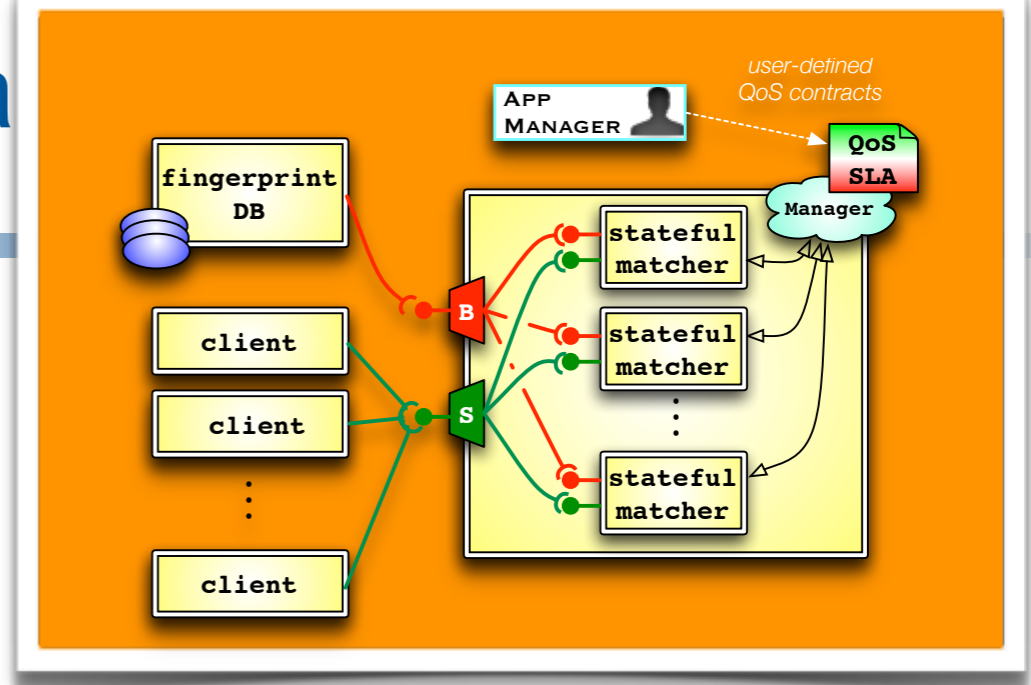 a
user-defined
QoS contracts
APP
MANAGER
QoS
SLA
Manager
fingerprint
DB
stateful
matcher
B
client
stateful
matcher
S
client
stateful
matcher
client